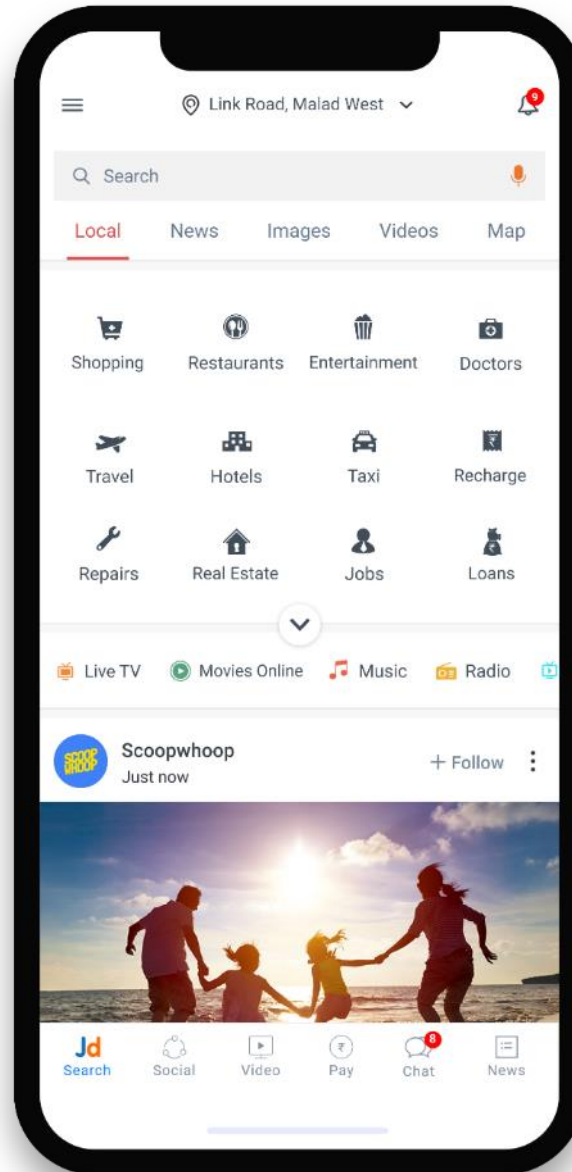 Link Road, Malad West
9
Search
Local News Images Videos Map
Shopping Restaurants Entertainment Doctors
₹
Travel Hotels Taxi Recharge
₹
Repairs Real Estate Jobs Loans
Live TV Movies Online Music Radio
SCOOP
WHOOP
Scoopwhoop
Just now
+ Follow
Jd
₹
8
Search Social Video Pay Chat News